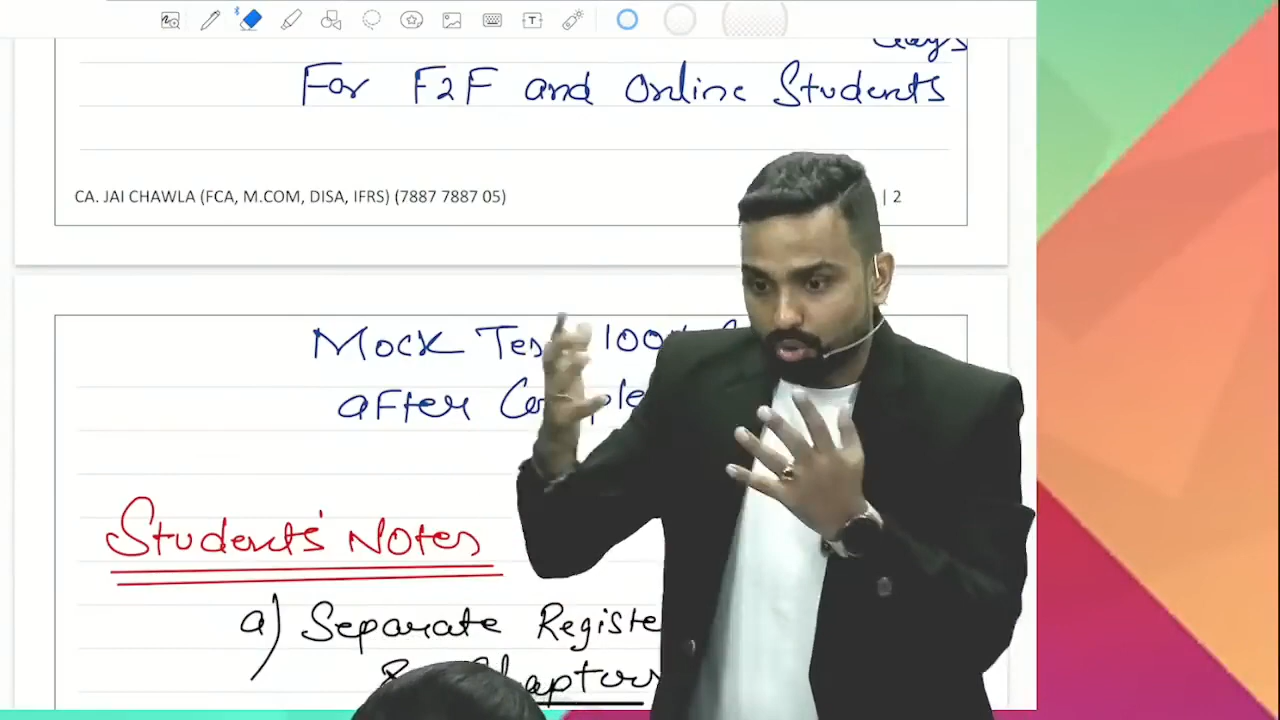 For F2F and Online Students
CA. JAI CHAWLA (FCA, M.COM, DISA, IFRS) (7887 7887 05)
| 2
Mock Tes 100%
after
Students' Notes
a) Separate Registe